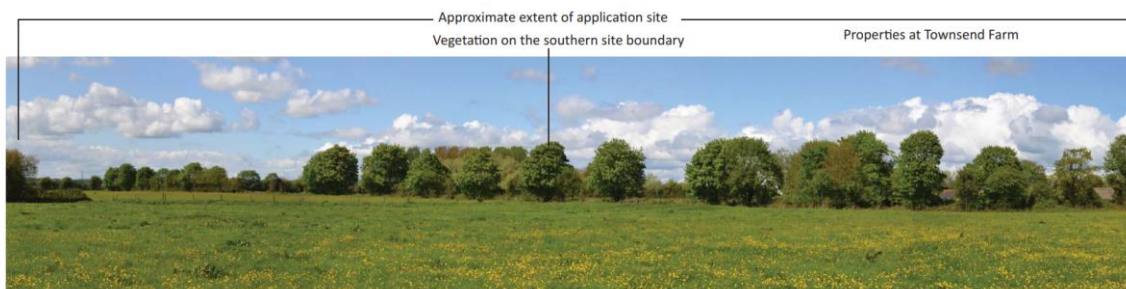 Approximate extent of application site
Vegetation on the southern site boundary
Properties at Townsend Farm